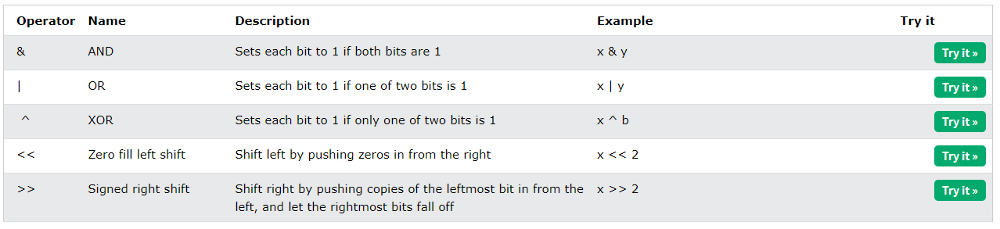 Operator Name Description Example Try it
& AND Sets each bit to 1 if both bits are 1 x & y Try it »
| OR Sets each bit to 1 if one of two bits is 1 x | y Try it »
^ XOR Sets each bit to 1 if only one of two bits is 1 x ^ b Try it »
<< Zero fill left shift Shift left by pushing zeros in from the right x << 2 Try it »
>> Signed right shift Shift right by pushing copies of the leftmost bit in from the x >> 2 Try it »
left, and let the rightmost bits fall off